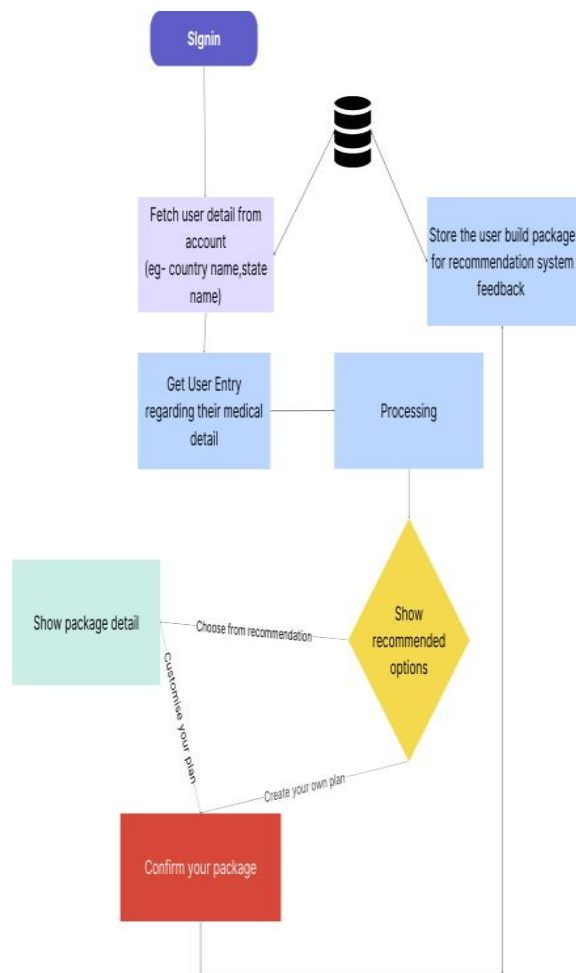 SIgnin
Fetch user detail from
account
(eg- country name,state
name)
Store the user build package
for recommendation system
feedback
Get User Entry
regarding their medical
detail
Processing
Show package detail
Choose from recommendation
Show
recommended
options
Customise your plan
Create your own plan
Confirm your package